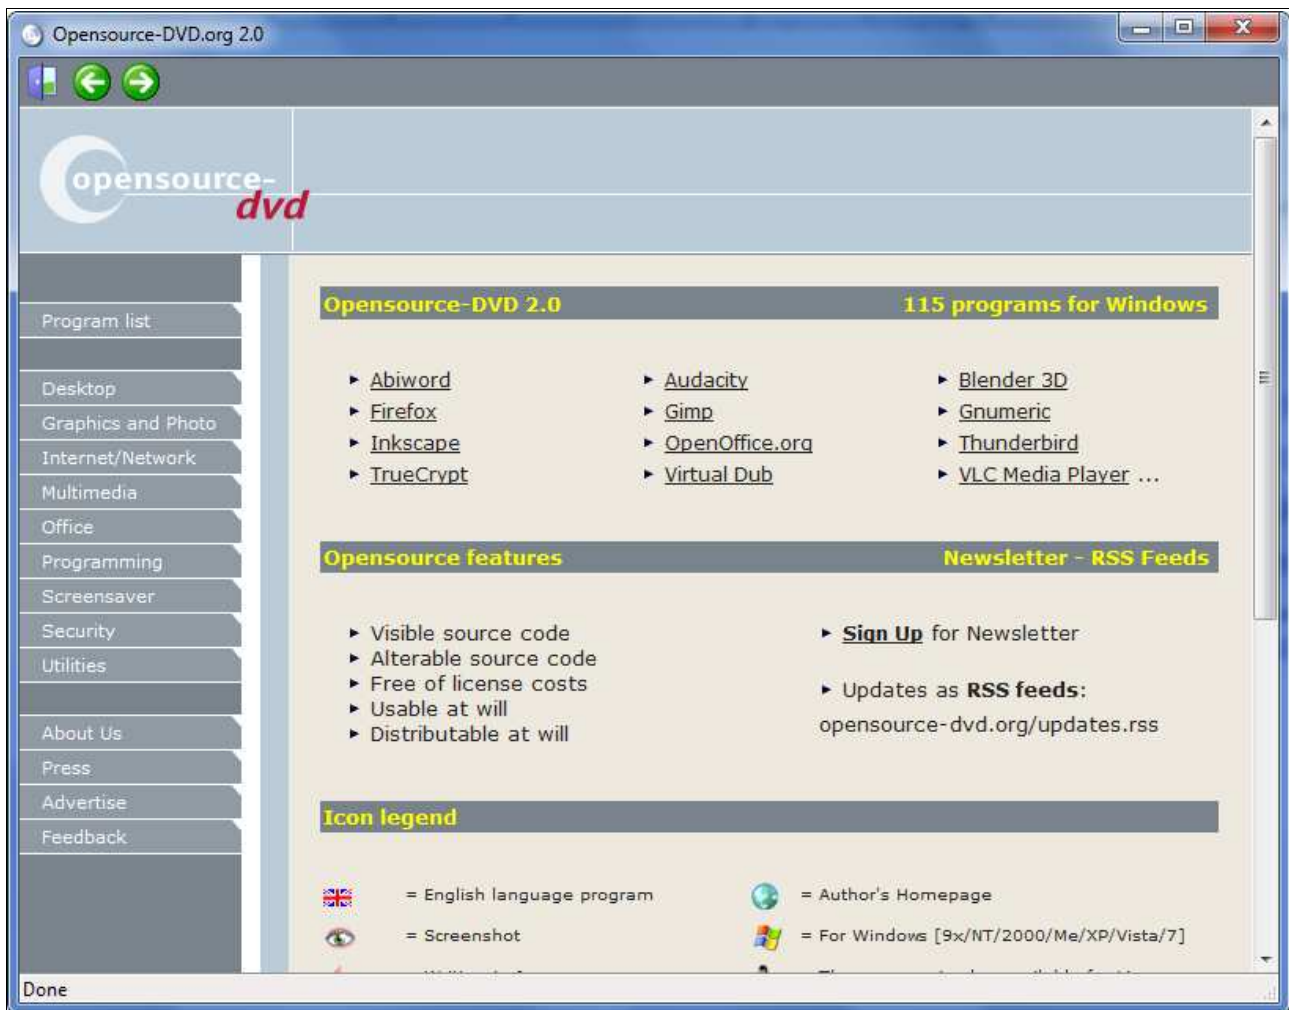 Opensource-DVD.org 2.0
opensource-
dvd
Program list
Desktop
Graphics and Photo
Internet/Network
Multimedia
Office
Programming
Screensaver
Security
Utilities
About Us
Press
Advertise
Feedback
Opensource-DVD 2.0 115 programs for Windows
Abiword Audacity Blender 3D
Firefox Gimp Gnumeric
Inkscape OpenOffice.org Thunderbird
TrueCrypt Virtual Dub VLC Media Player ...
Opensource features Newsletter - RSS Feeds
Visible source code
Alterable source code
Free of license costs
Usable at will
Distributable at will
Sign Up for Newsletter
Updates as RSS feeds:
opensource-dvd.org/updates.rss
Icon legend
= English language program = Author's Homepage
= Screenshot = For Windows [9x/NT/2000/Me/XP/Vista/7]
Done